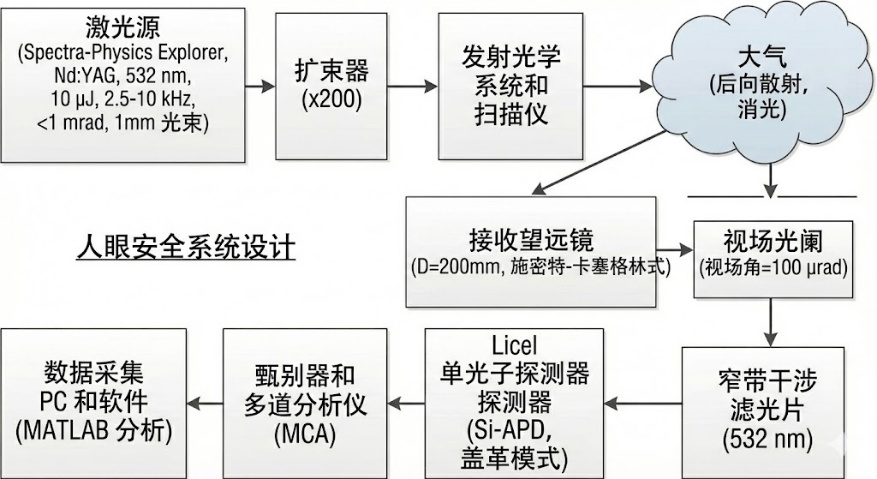 激光源
(Spectra-Physics Explorer,
Nd:YAG, 532 nm,
10 µJ, 2.5-10 kHz,
<1 mrad, 1mm 光束)
扩束器
(x200)
发射光学
系统和
扫描仪
大气
(后向散射,
消光)
人眼安全系统设计
接收望远镜
(D=200mm, 施密特-卡塞格林式)
视场光阑
(视场角=100 µrad)
数据采集
PC 和软件
(MATLAB 分析)
甄别器和
多道分析仪
(MCA)
Licel
单光子探测器
探测器
(Si-APD,
盖革模式)
窄带干涉
滤光片
(532 nm)